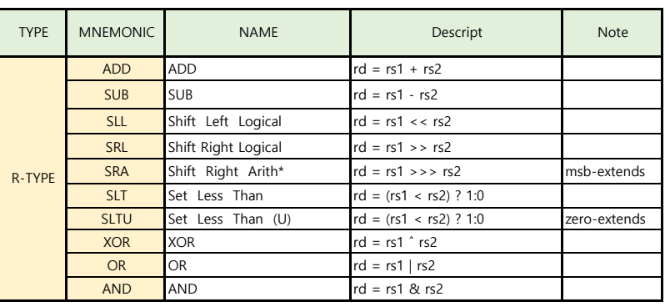 TYPE MNEMONIC NAME Descript Note
ADD ADD rd = rs1 + rs2
SUB SUB rd = rs1 - rs2
SLL Shift Left Logical rd = rs1 << rs2
SRL Shift Right Logical rd = rs1 >> rs2
R-TYPE SRA Shift Right Arith* rd = rs1 >>> rs2 msb-extends
SLT Set Less Than rd = (rs1 < rs2) ? 1:0
SLTU Set Less Than (U) rd = (rs1 < rs2) ? 1:0 zero-extends
XOR XOR rd = rs1 ˆ rs2
OR OR rd = rs1 | rs2
AND AND rd = rs1 & rs2